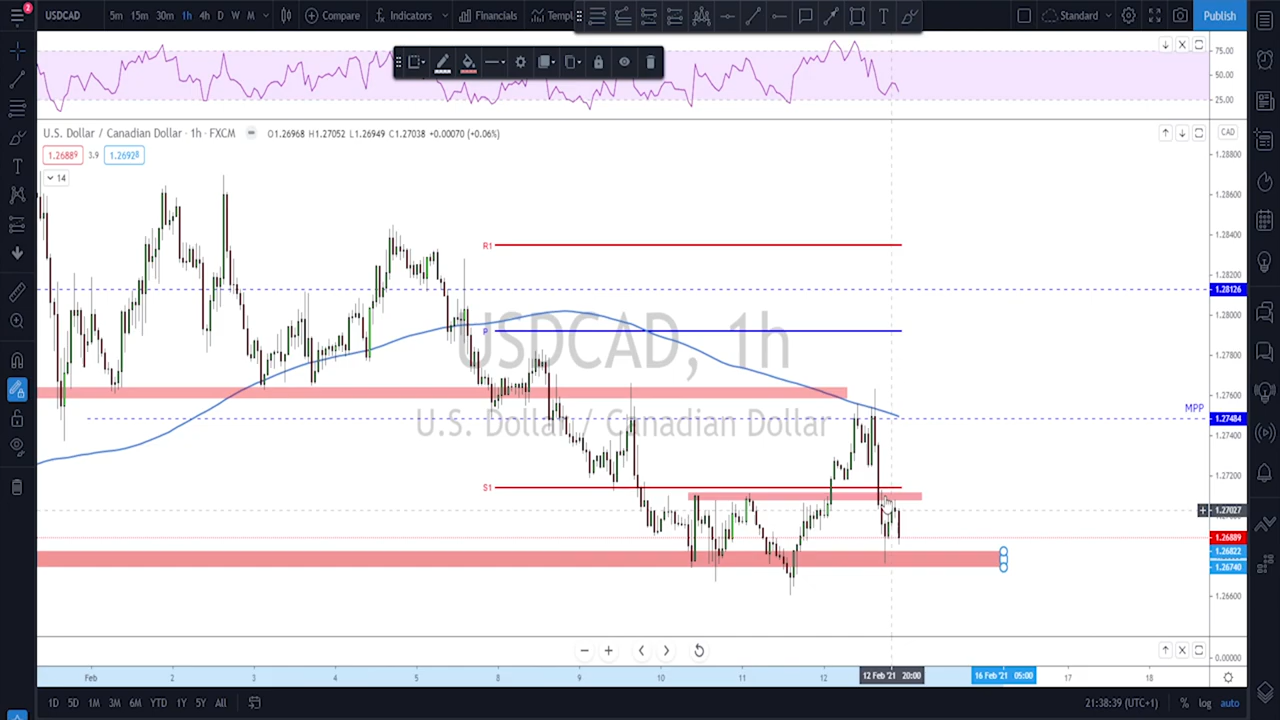 2
USDCAD 5m 15m 30m 1h 4h D W M Compare Indicators Financials Templ Standard Publish
75.00
50.00
25.00
U.S. Dollar / Canadian Dollar · 1h · FXCM O1.26968 H1.27052 L1.26949 C1.27038 +0.00070 (+0.06%)
CAD
1.26889 3.9 1.26928
1.28800
14
1.28600
1.28400
R1
1.28200
1.28126
1.28000
P
USDCAD, 1h
1.27800
1.27600
MPP
1.27484
U.S. Dollar / Canadian Dollar
1.27400
1.27200
S1
1.27027
1.26889
1.26822
1.26740
1.26600
0.00000
Feb 2 3 4 5 8 9 10 11 12 12 Feb '21 20:00 16 Feb '21 05:00 17 18
1D 5D 1M 3M 6M YTD 1Y 5Y All 21:38:39 (UTC+1) % log auto